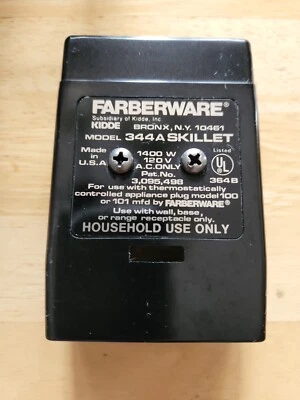 FARBERWARE®
Subsidiary of Kidde, Inc.
KIDDE BRONX, N.Y. 10461
MODEL 344A SKILLET
Made in U.S.A. 1400 W Listed
120 V UL
A.C. ONLY
Pat. No. 364B
3,095,498
For use with thermostatically
controlled appliance plug model 100
or 101 mfd by FARBERWARE®
Use with wall, base,
or range receptacle only.
HOUSEHOLD USE ONLY